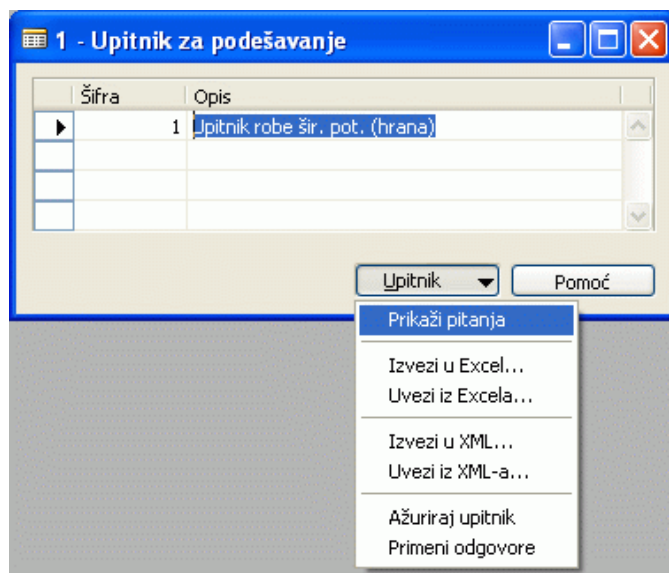 1 - Upitnik za podešavanje
Šifra Opis
1 Upitnik robe šir. pot. (hrana)
Upitnik Pomoć
Prikaži pitanja
Izvezi u Excel...
Uvezi iz Excela...
Izvezi u XML...
Uvezi iz XML-a...
Ažuriraj upitnik
Primeni odgovore